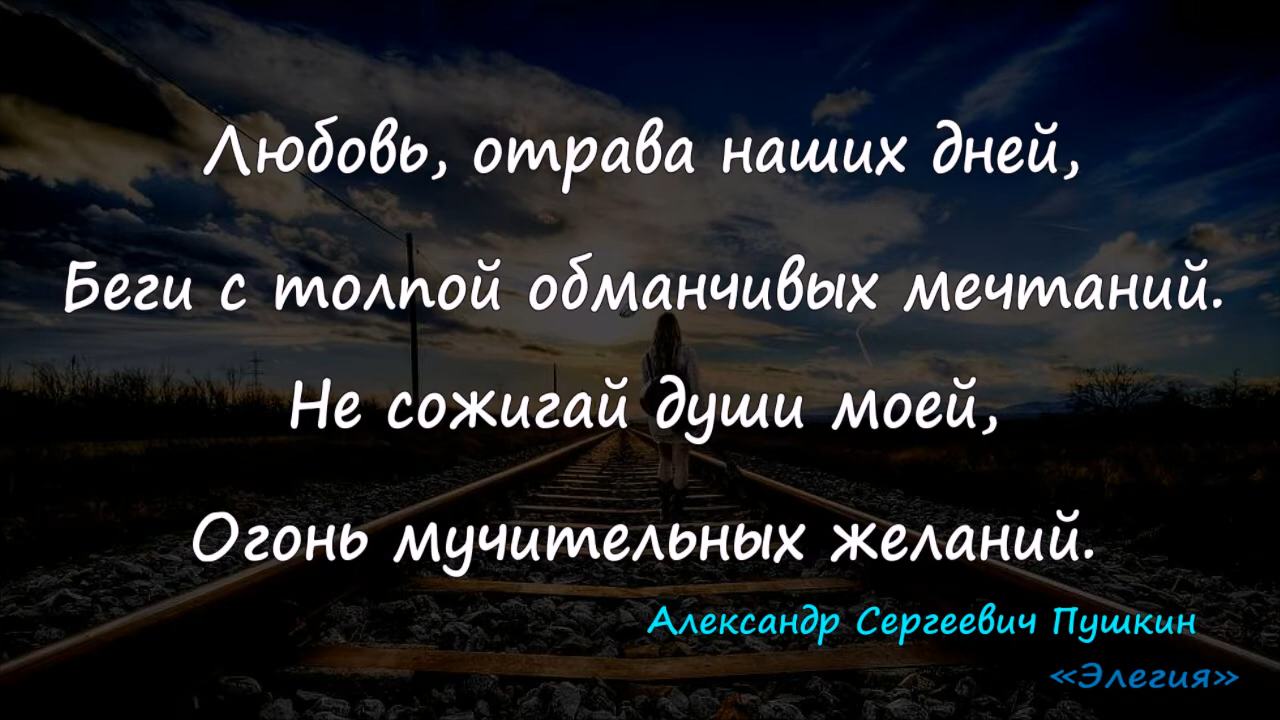 Любовь, отрава наших дней,
Беги с толпой обманчивых мечтаний.
Не сожигай души моей,
Огонь мучительных желаний.
Александр Сергеевич Пушкин
«Элегия»